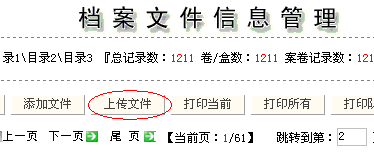 档案文件信息管理
录1\目录2\目录3 『总记录数：1211 卷/盒数：1211 案卷记录数：121
添加文件 上传文件 打印当前 打印所有 打印
上一页 下一页 尾 页 【当前页：1/61】 跳转到第：2